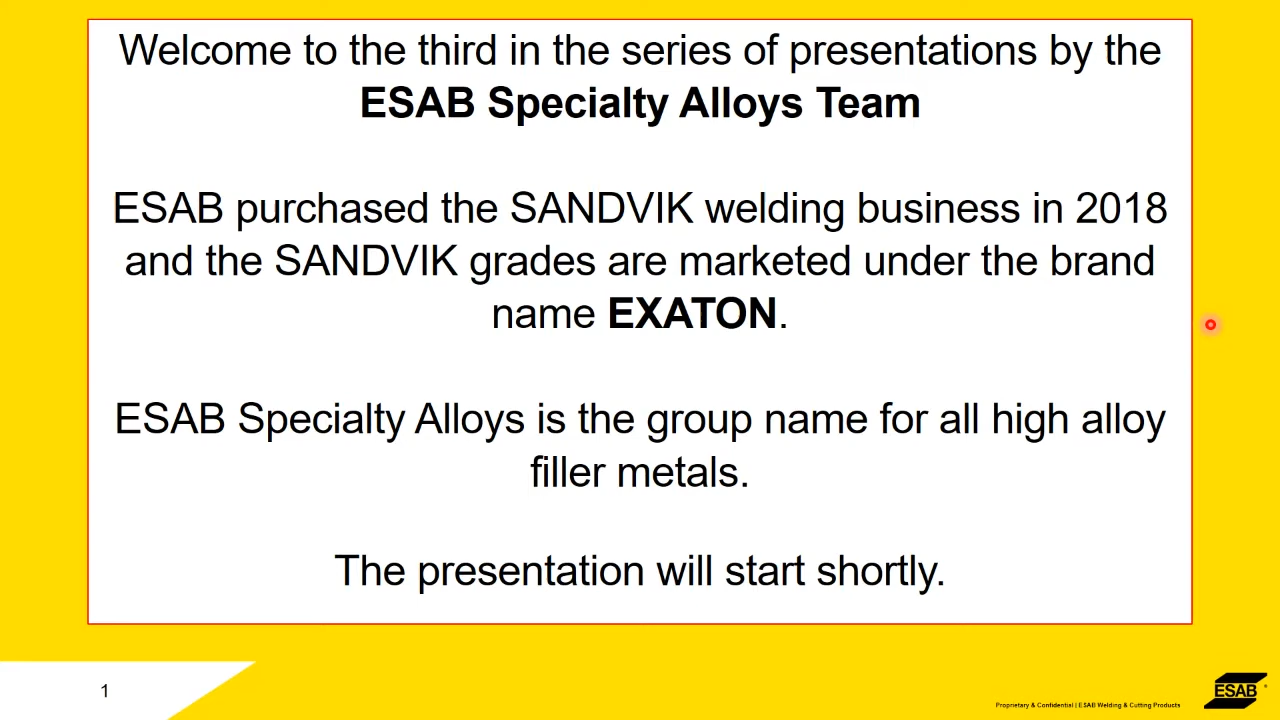 Welcome to the third in the series of presentations by the
ESAB Specialty Alloys Team
ESAB purchased the SANDVIK welding business in 2018
and the SANDVIK grades are marketed under the brand
name EXATON.
ESAB Specialty Alloys is the group name for all high alloy
filler metals.
The presentation will start shortly.
1
Proprietary & Confidential | ESAB Welding & Cutting Products
ESAB